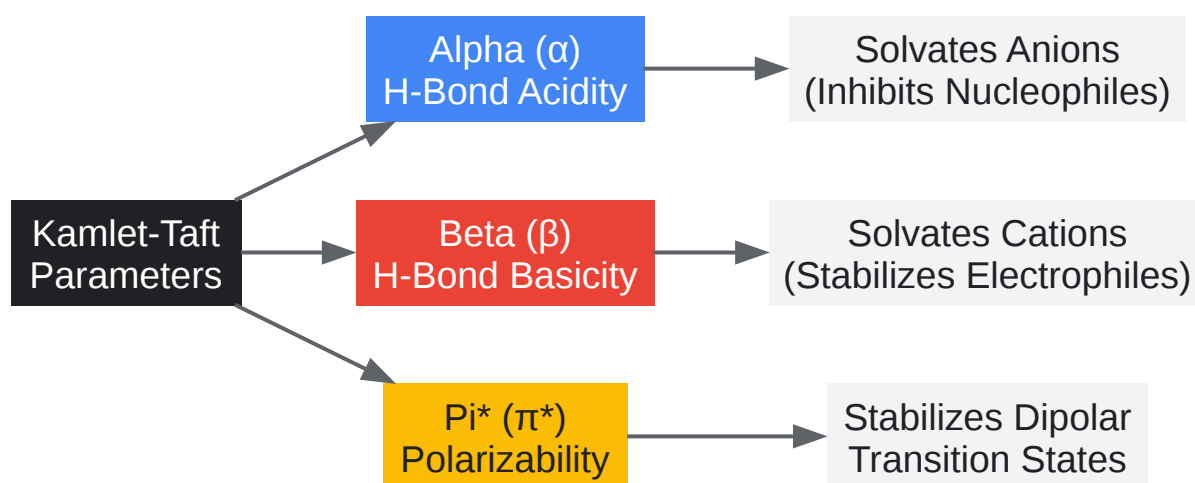 Kamlet-Taft
Parameters
Alpha (α)
H-Bond Acidity
Solvates Anions
(Inhibits Nucleophiles)
Beta (β)
H-Bond Basicity
Solvates Cations
(Stabilizes Electrophiles)
Pi* (π*)
Polarizability
Stabilizes Dipolar
Transition States